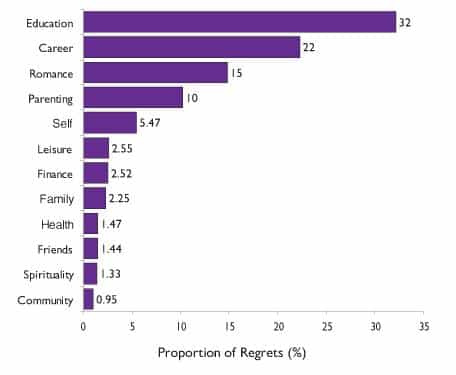 Education 32
Career 22
Romance 15
Parenting 10
Self 5.47
Leisure 2.55
Finance 2.52
Family 2.25
Health 1.47
Friends 1.44
Spirituality 1.33
Community 0.95
0 5 10 15 20 25 30 35
Proportion of Regrets (%)